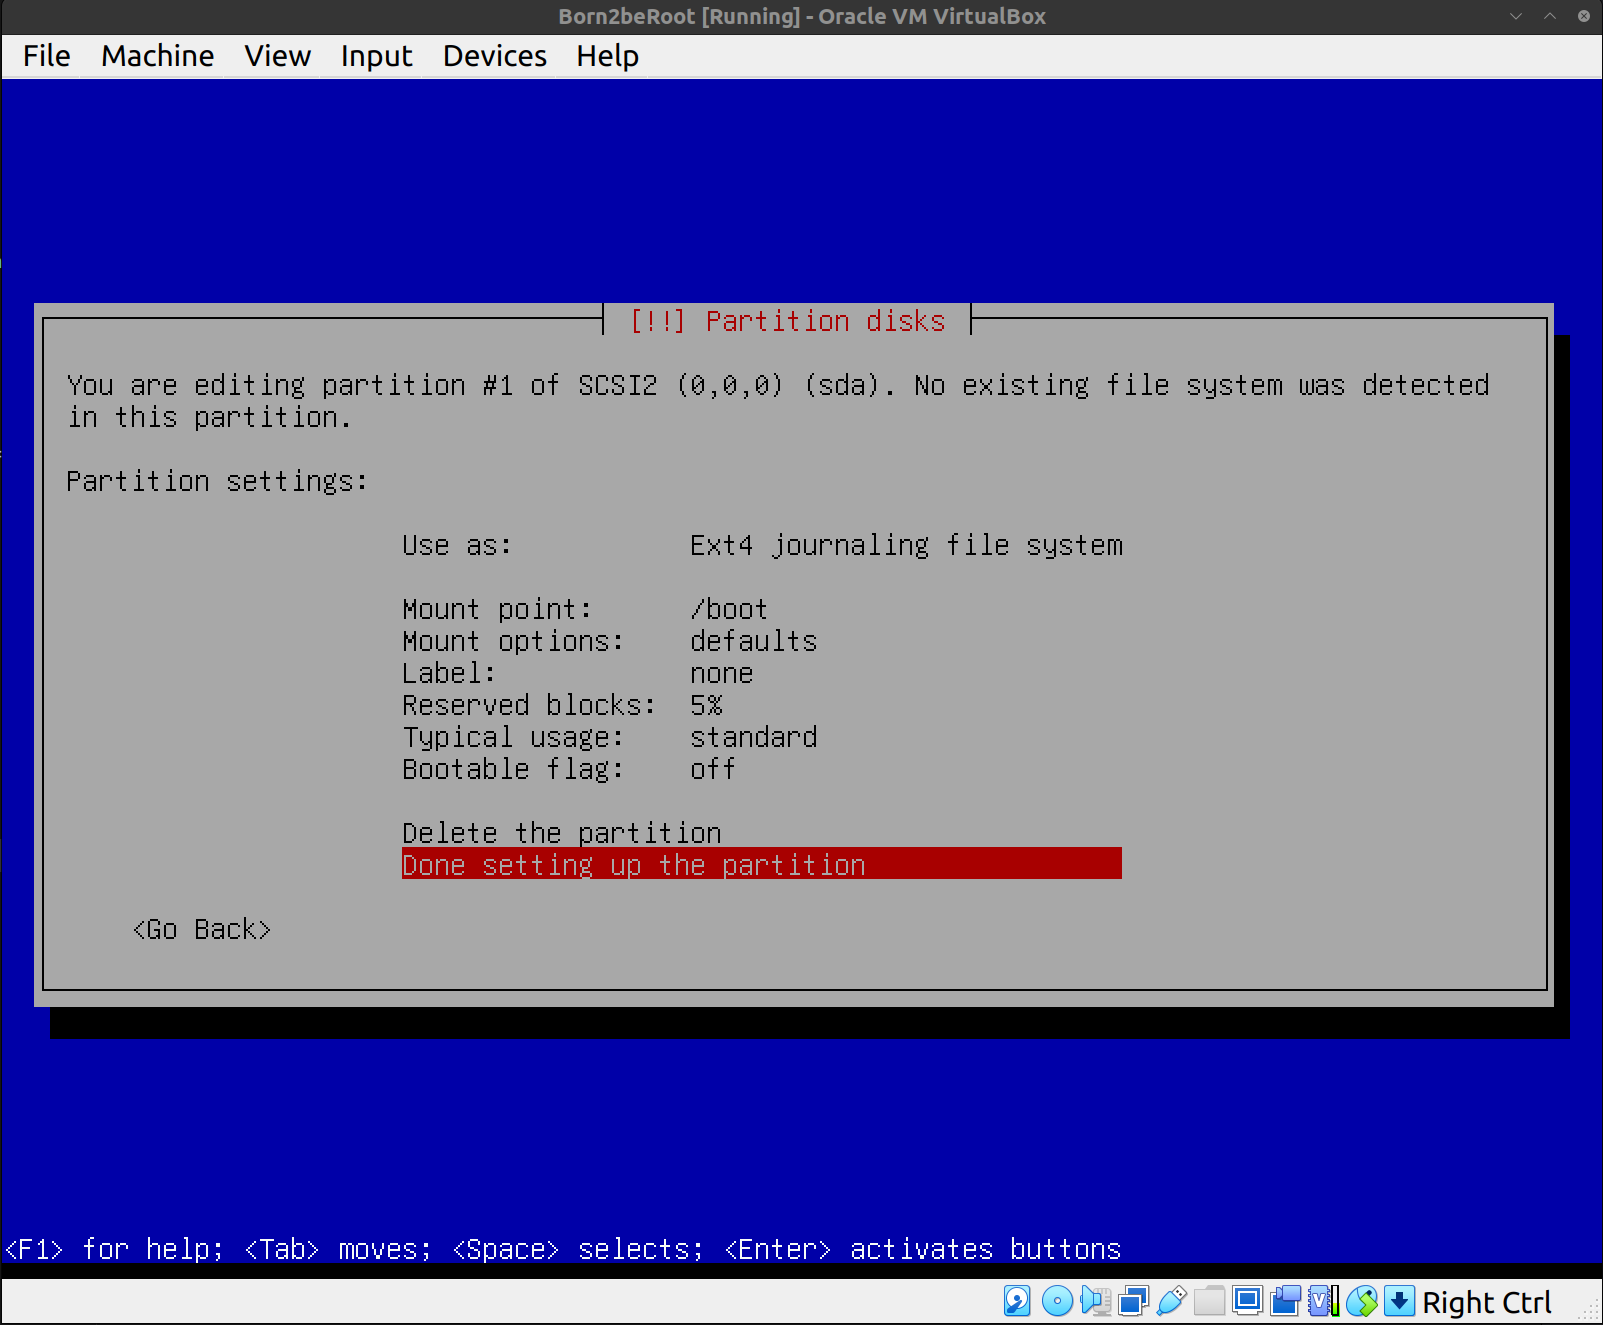 Born2beRoot [Running] - Oracle VM VirtualBox
File Machine View Input Devices Help
[!!] Partition disks
You are editing partition #1 of SCSI2 (0,0,0) (sda). No existing file system was detected
in this partition.
Partition settings:
Use as: Ext4 journaling file system
Mount point: /boot
Mount options: defaults
Label: none
Reserved blocks: 5%
Typical usage: standard
Bootable flag: off
Delete the partition
Done setting up the partition
<Go Back>
<F1> for help; <Tab> moves; <Space> selects; <Enter> activates buttons
Right Ctrl